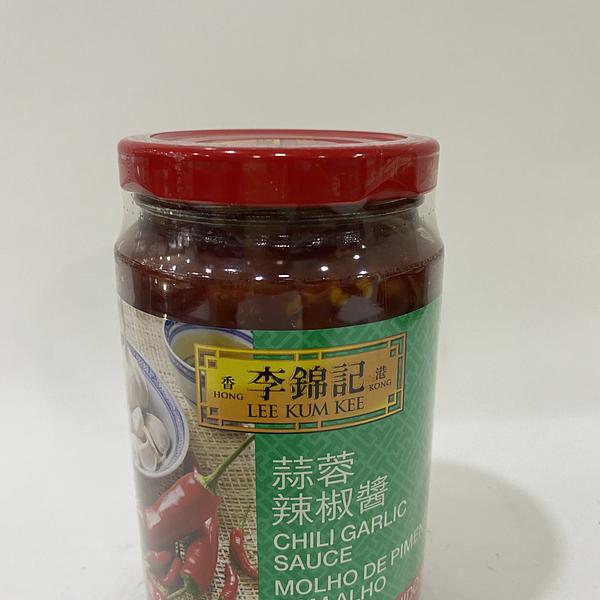 香 李錦記 港
HONG KONG
LEE KUM KEE
蒜蓉
辣椒醬
CHILI GARLIC
SAUCE
MOLHO DE
ALHO